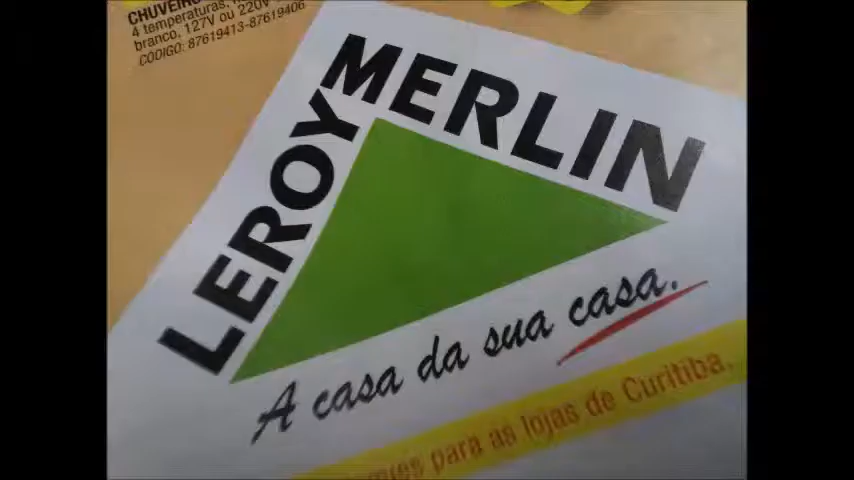 CHUVEIRO
4 temperaturas,
branco, 127V ou 220V
CÓDIGO: 87619413-87619406
LEROY
MERLIN
A casa da sua casa.
para as lojas de Curitiba.